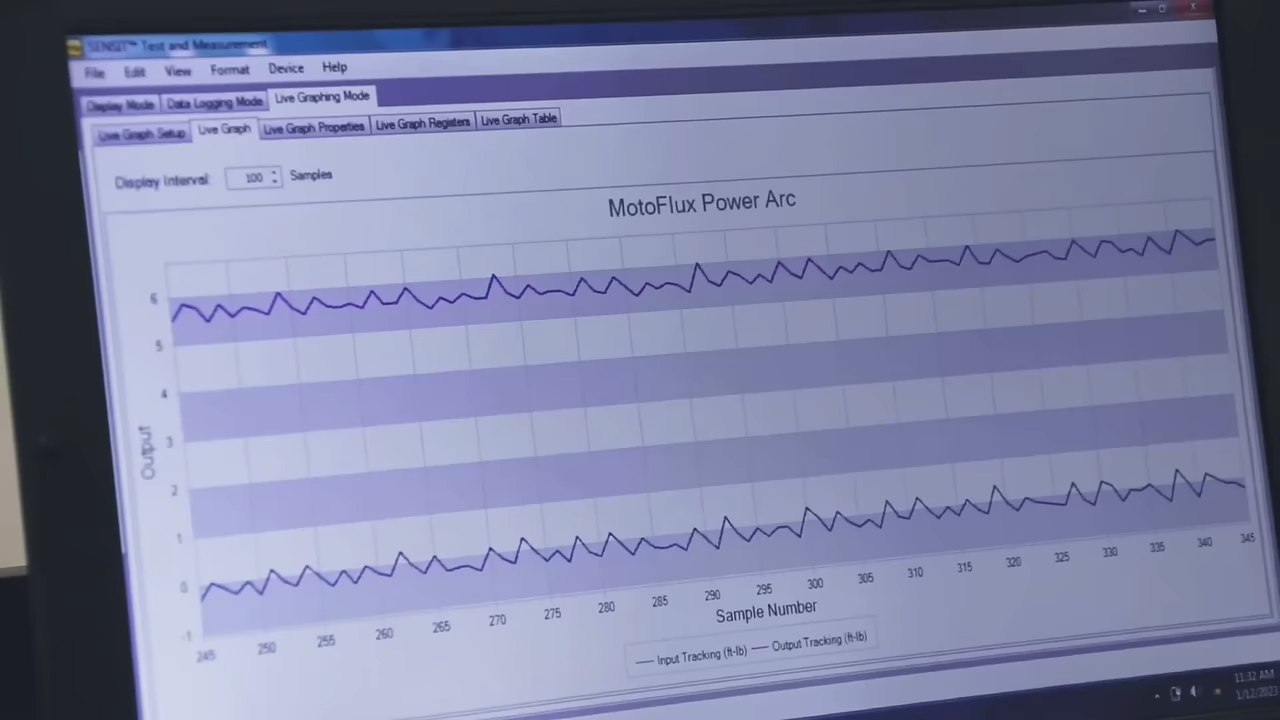 SENSIT™ Test and Measurement
File Edit View Format Device Help
Display Mode Data Logging Mode Live Graphing Mode
Live Graph Setup Live Graph Live Graph Properties Live Graph Registers Live Graph Table
Display Interval: 100 Samples
MotoFlux Power Arc
6
5
4
3
2
1
0
-1
Output
245 250 255 260 265 270 275 280 285 290 295 300 305 310 315 320 325 330 335 340 345
Sample Number
Input Tracking (ft-lb) Output Tracking (ft-lb)
11:32 AM